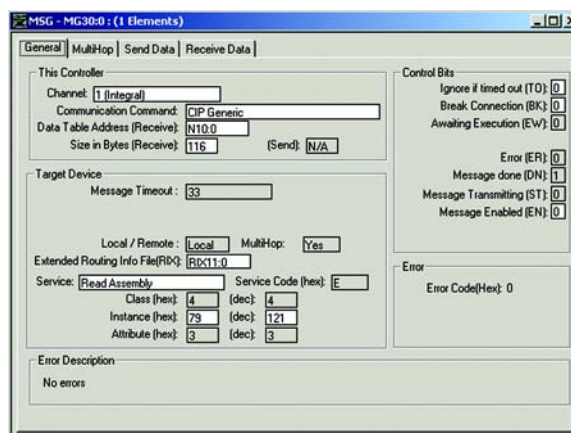 MSG - MG30:0 : (1 Elements)
General MultiHop Send Data Receive Data
This Controller
Channel: 1 (Integral)
Communication Command: CIP Generic
Data Table Address (Receive): N10:0
Size in Bytes (Receive): 116 (Send): N/A
Target Device
Message Timeout : 33
Local / Remote : Local MultiHop: Yes
Extended Routing Info File(RIX): RIX11:0
Service: Read Assembly Service Code (hex): E
Class (hex): 4 (dec): 4
Instance (hex): 79 (dec): 121
Attribute (hex): 3 (dec): 3
Control Bits
Ignore if timed out (TO): 0
Break Connection (BK): 0
Awaiting Execution (EW): 0
Error (ER): 0
Message done (DN): 1
Message Transmitting (ST): 0
Message Enabled (EN): 0
Error
Error Code(Hex): 0
Error Description
No errors